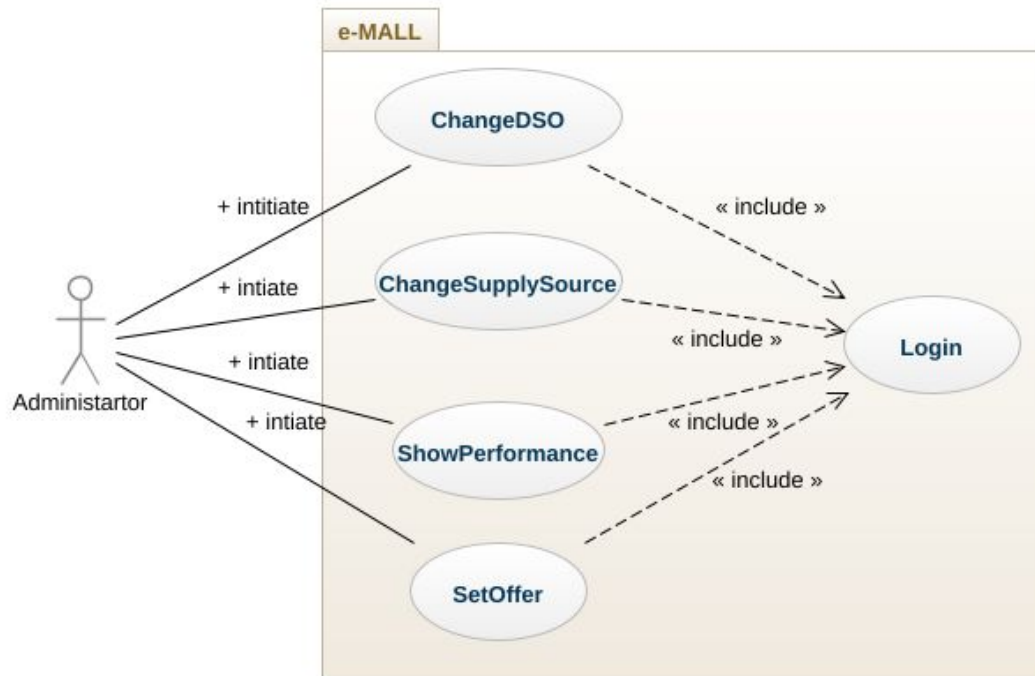 e-MALL
ChangeDSO
+ intitiate
« include »
ChangeSupplySource
+ intiate
« include »
Login
Administartor
+ intiate
ShowPerformance
« include »
+ intiate
« include »
SetOffer